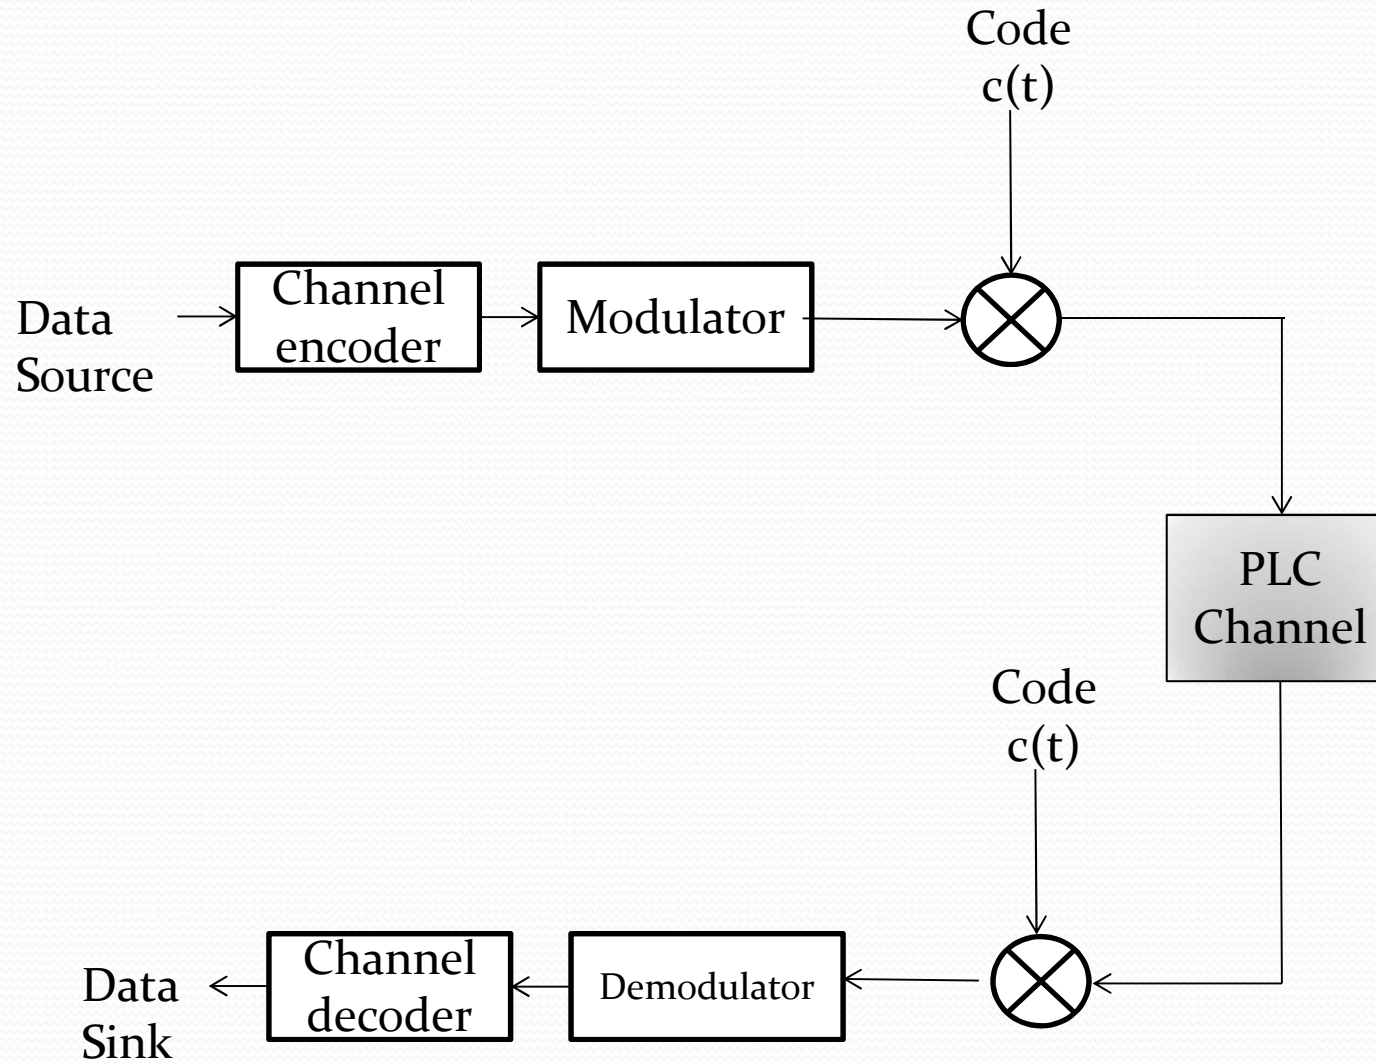 Code
c(t)
Data
Source
Channel
encoder
Modulator
PLC
Channel
Code
c(t)
Demodulator
Channel
decoder
Data
Sink